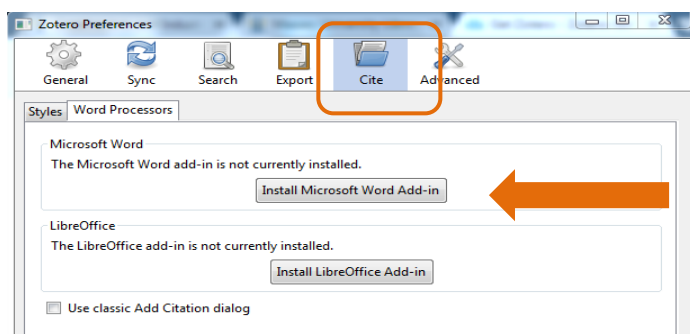 Zotero Preferences
General Sync Search Export Cite Advanced
Styles Word Processors
Microsoft Word
The Microsoft Word add-in is not currently installed.
Install Microsoft Word Add-in
LibreOffice
The LibreOffice add-in is not currently installed.
Install LibreOffice Add-in
Use classic Add Citation dialog